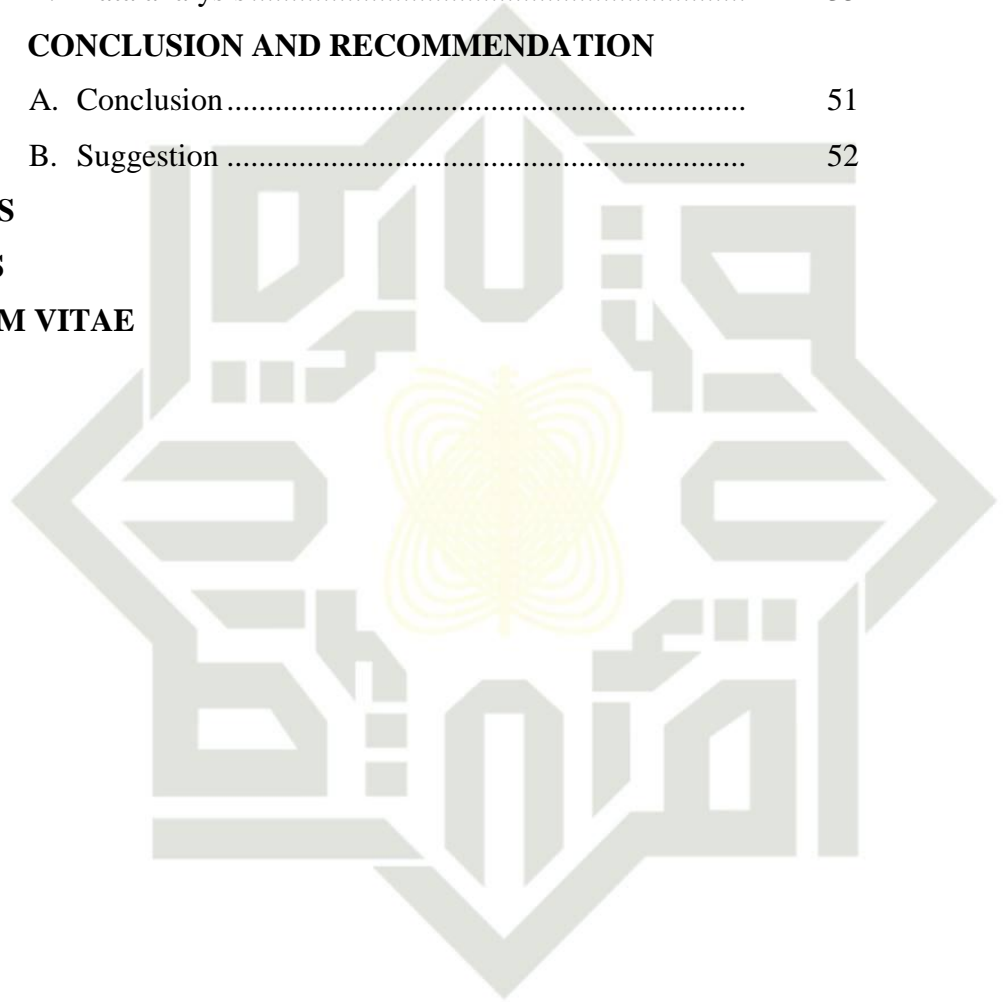 CONCLUSION AND RECOMMENDATION
A. Conclusion ................................................................ 51
B. Suggestion ................................................................ 52
S
S
M VITAE